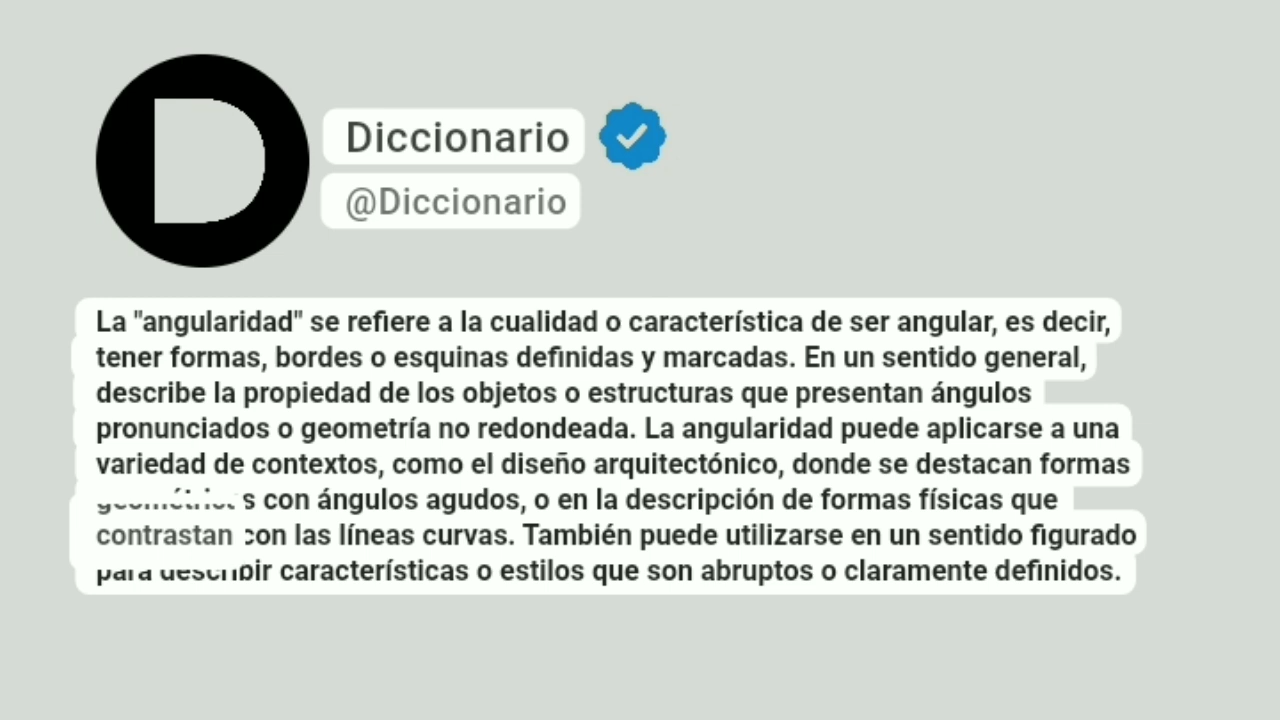 D
Diccionario
@Diccionario
La "angularidad" se refiere a la cualidad o característica de ser angular, es decir,
tener formas, bordes o esquinas definidas y marcadas. En un sentido general,
describe la propiedad de los objetos o estructuras que presentan ángulos
pronunciados o geometría no redondeada. La angularidad puede aplicarse a una
variedad de contextos, como el diseño arquitectónico, donde se destacan formas
geométricas con ángulos agudos, o en la descripción de formas físicas que
contrastan con las líneas curvas. También puede utilizarse en un sentido figurado
para describir características o estilos que son abruptos o claramente definidos.